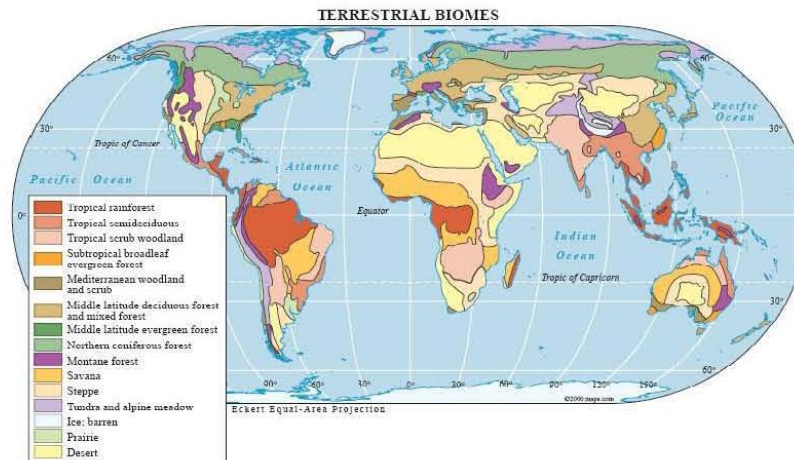 TERRESTRIAL BIOMES
60°
60°
Pacific
Ocean
30°
30°
Tropic of Cancer
Atlantic
Ocean
Pacific Ocean
0°
Equator
0°
Indian
Ocean
Tropic of Capricorn
30°
30°
60°
60°
90°
60°
30°
0°
30°
60°
90°
120°
150°
Eckert Equal-Area Projection
©2000 maps.com
Tropical rainforest
Tropical semideciduous
Tropical scrub woodland
Subtropical broadleaf
evergreen forest
Mediterranean woodland
and scrub
Middle latitude deciduous forest
and mixed forest
Middle latitude evergreen forest
Northern coniferous forest
Montane forest
Savana
Steppe
Tundra and alpine meadow
Ice; barren
Prairie
Desert